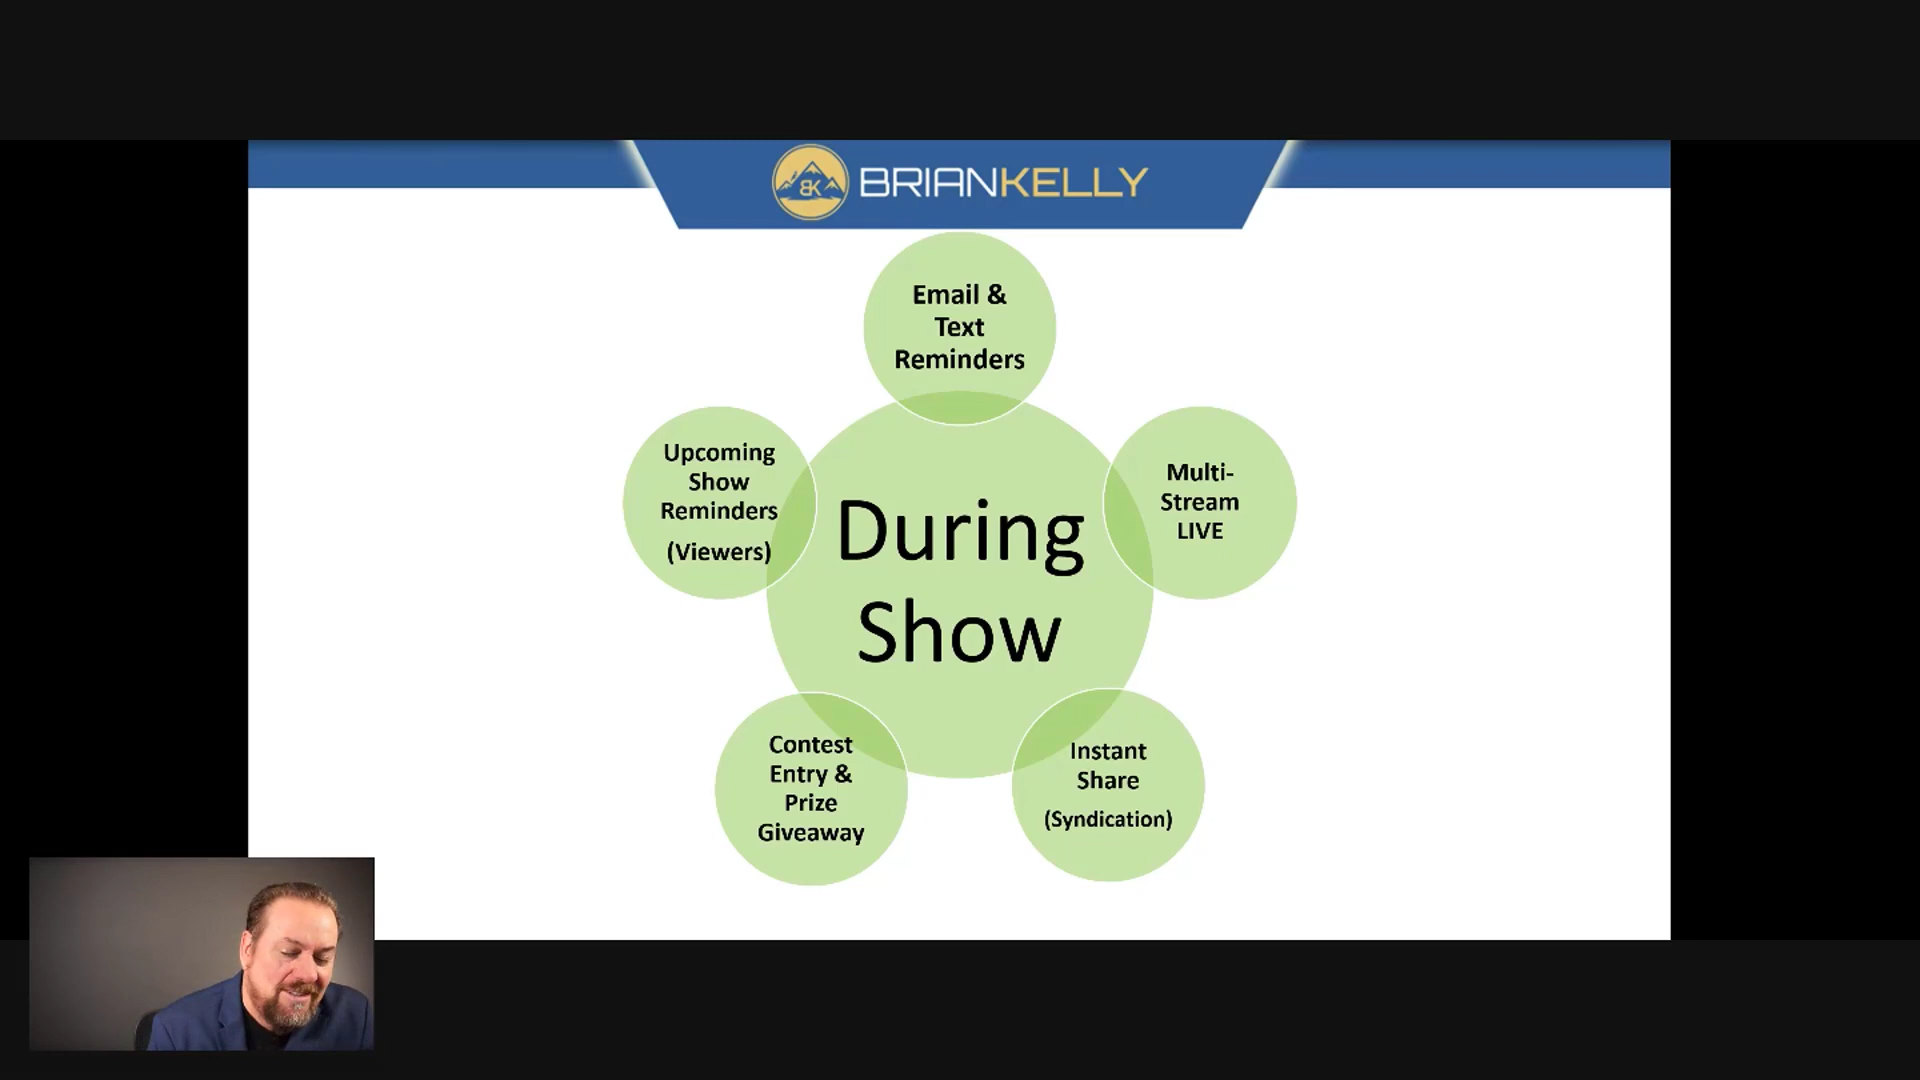 BK BRIANKELLY
Email &
Text
Reminders
Upcoming
Show
Reminders
(Viewers)
Multi-
Stream
LIVE
During
Show
Contest
Entry &
Prize
Giveaway
Instant
Share
(Syndication)